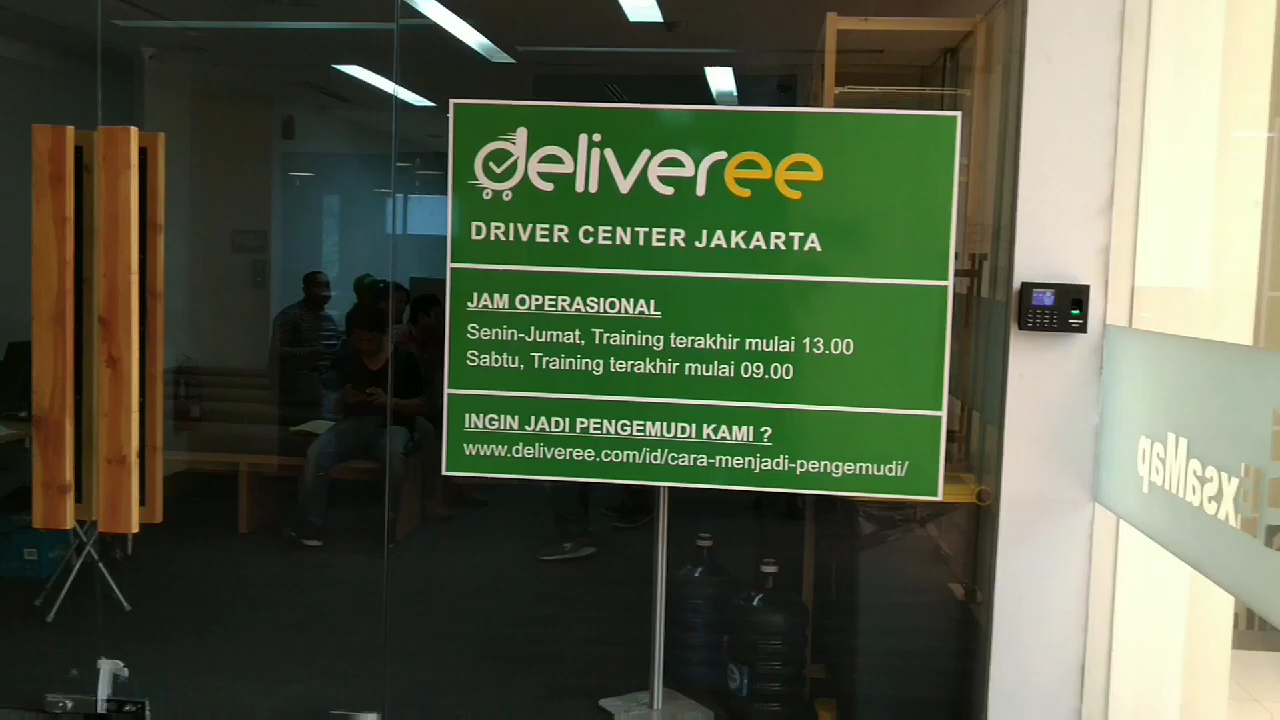 deliveree
DRIVER CENTER JAKARTA
JAM OPERASIONAL
Senin-Jumat, Training terakhir mulai 13.00
Sabtu, Training terakhir mulai 09.00
INGIN JADI PENGEMUDI KAMI ?
www.deliveree.com/id/cara-menjadi-pengemudi/
ExsaMap